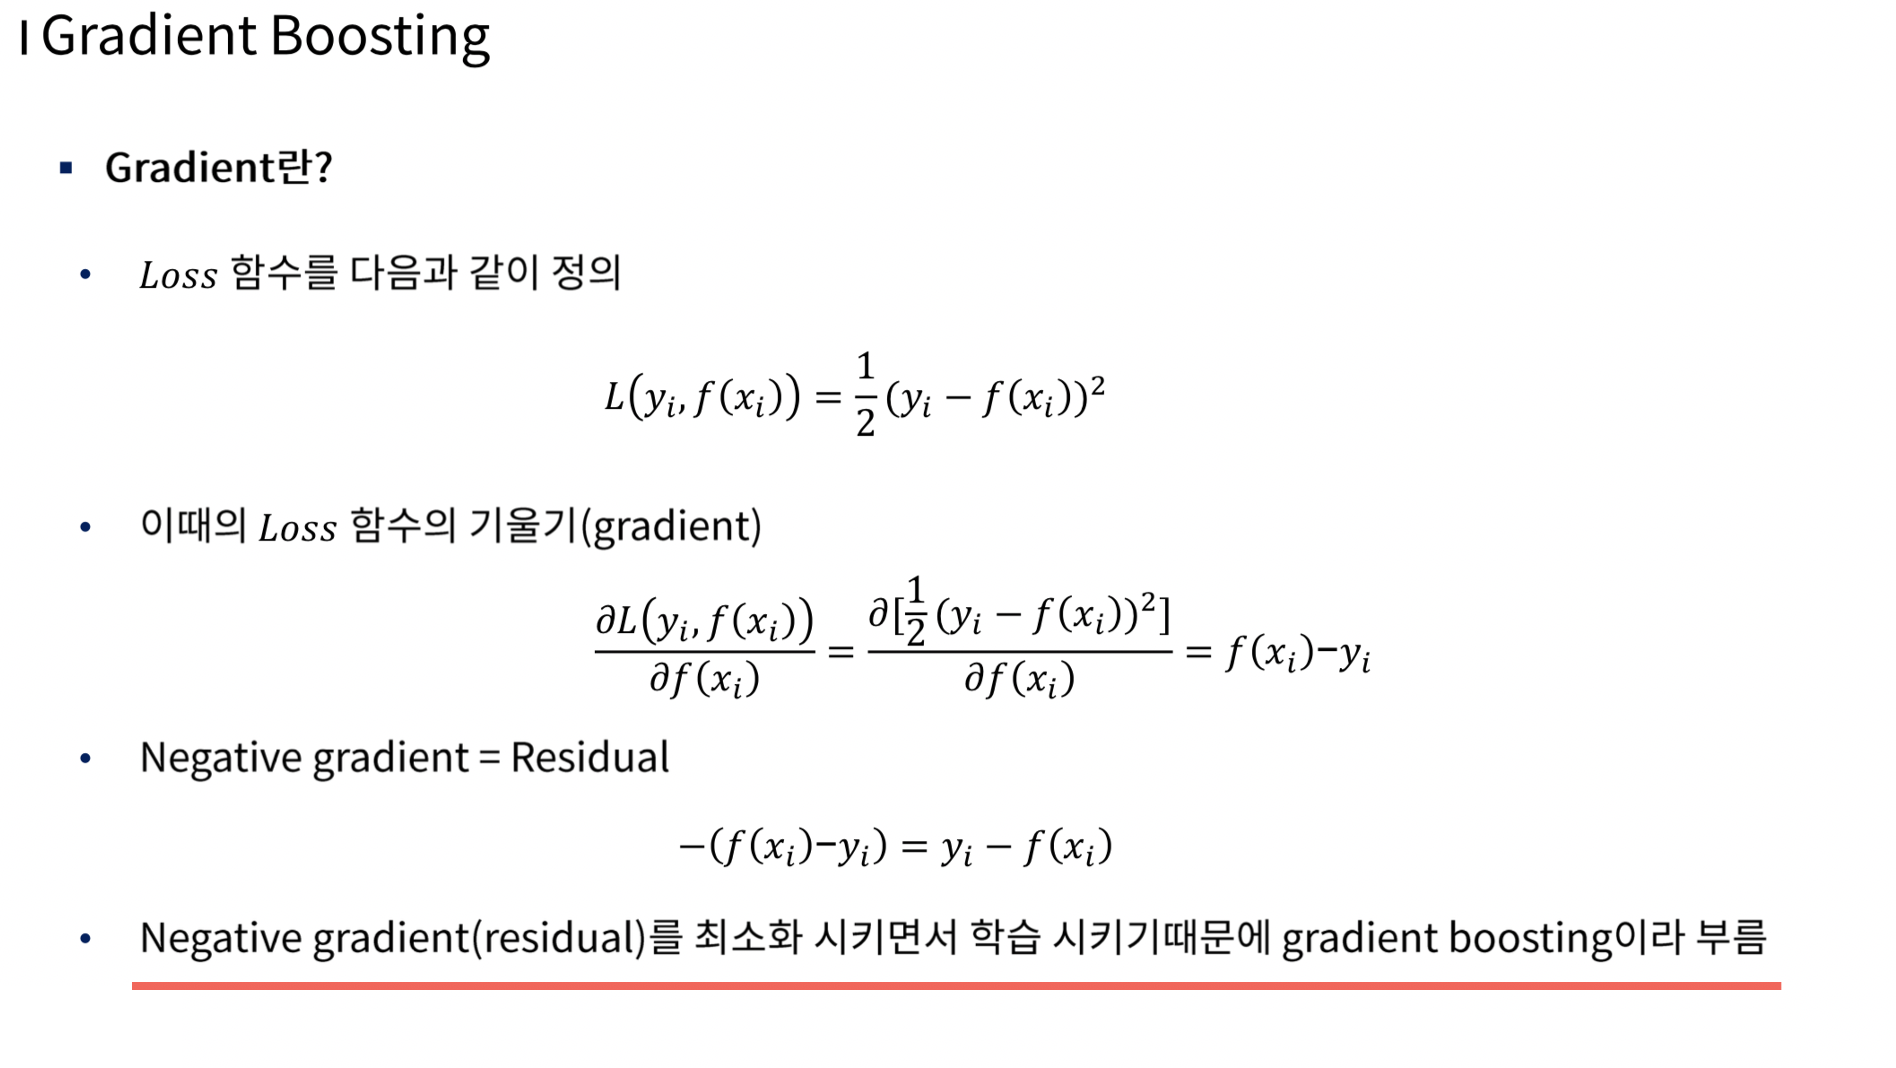 I Gradient Boosting
▪ Gradient란?
• Loss 함수를 다음과 같이 정의
L(y_i, f(x_i)) = \frac{1}{2}(y_i − f(x_i))^2
• 이때의 Loss 함수의 기울기(gradient)
\frac{∂L(y_i, f(x_i))}{∂f(x_i)} = \frac{∂[\frac{1}{2}(y_i − f(x_i))^2]}{∂f(x_i)} = f(x_i)−y_i
• Negative gradient = Residual
−(f(x_i)−y_i) = y_i − f(x_i)
• Negative gradient(residual)를 최소화 시키면서 학습 시키기때문에 gradient boosting이라 부름